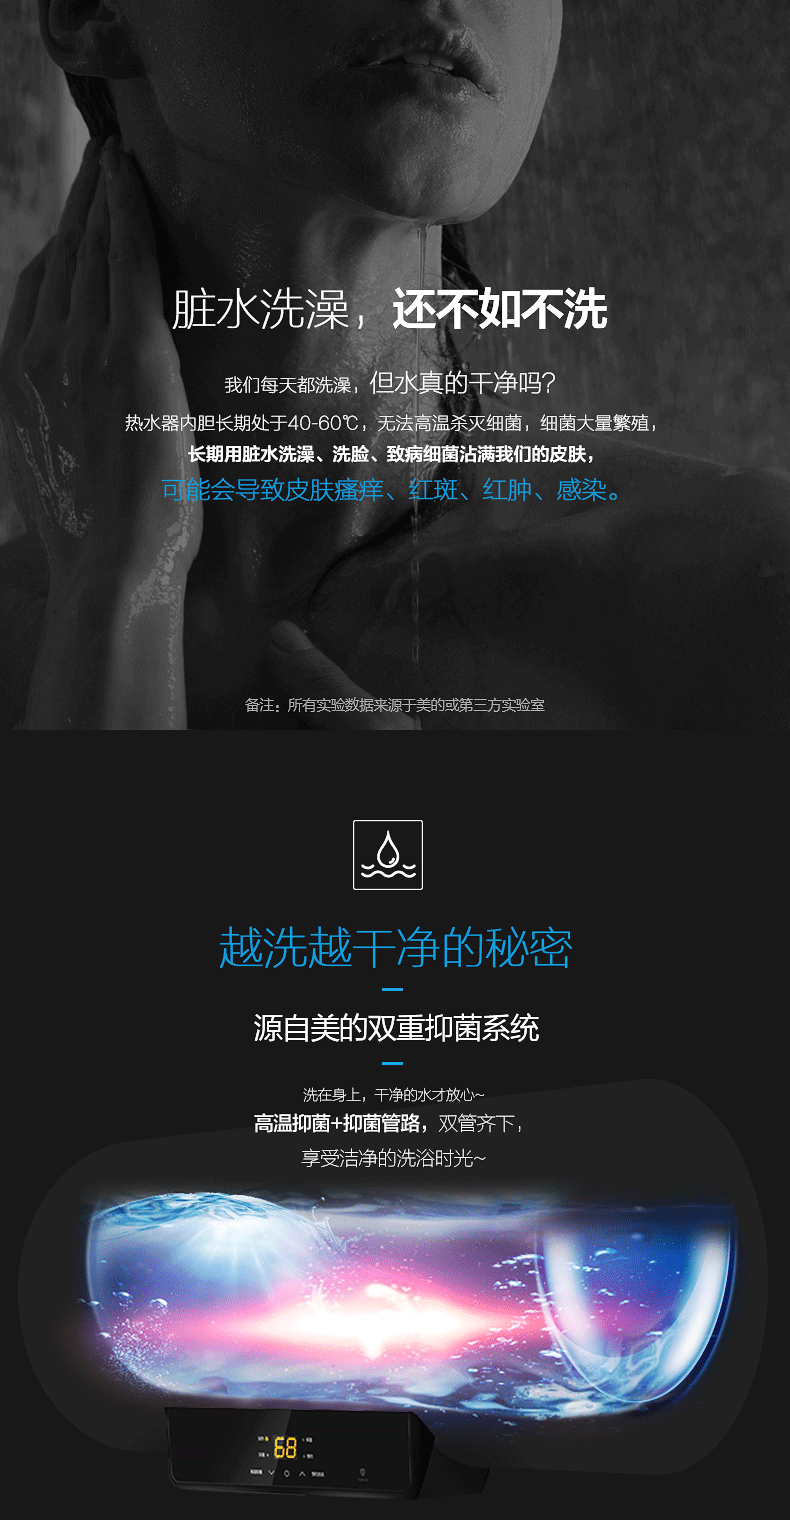 脏水洗澡，还不如不洗
我们每天都洗澡，但水真的干净吗？
热水器内胆长期处于40-60℃，无法高温杀灭细菌，细菌大量繁殖，
长期用脏水洗澡、洗脸、致病细菌沾满我们的皮肤，
可能会导致皮肤瘙痒、红斑、红肿、感染。
备注：所有实验数据来源于美的或第三方实验室
越洗越干净的秘密
源自美的双重抑菌系统
洗在身上，干净的水才放心~
高温抑菌+抑菌管路，双管齐下，
享受洁净的洗浴时光~
68